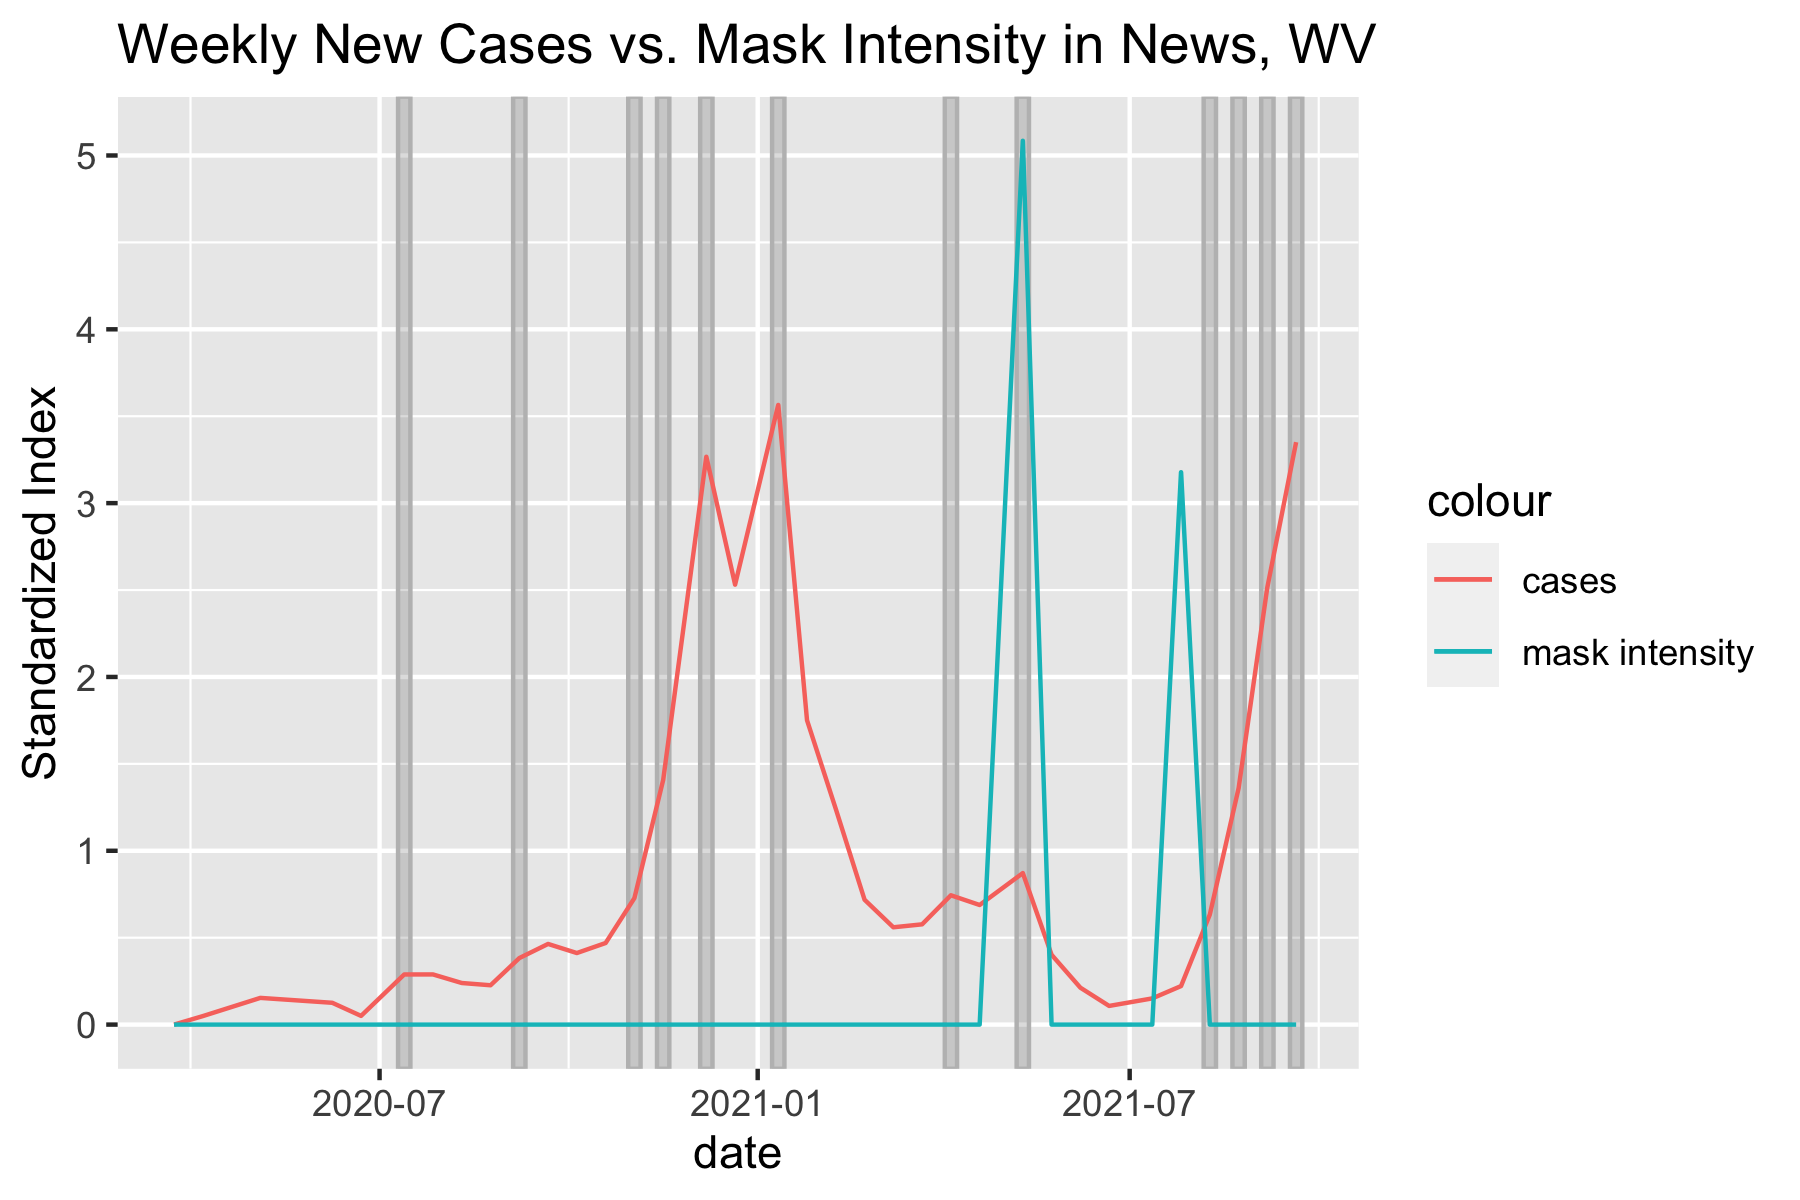 Weekly New Cases vs. Mask Intensity in News, WV
Standardized Index
5
4
3
2
1
0
2020-07
2021-01
2021-07
date
colour
cases
mask intensity